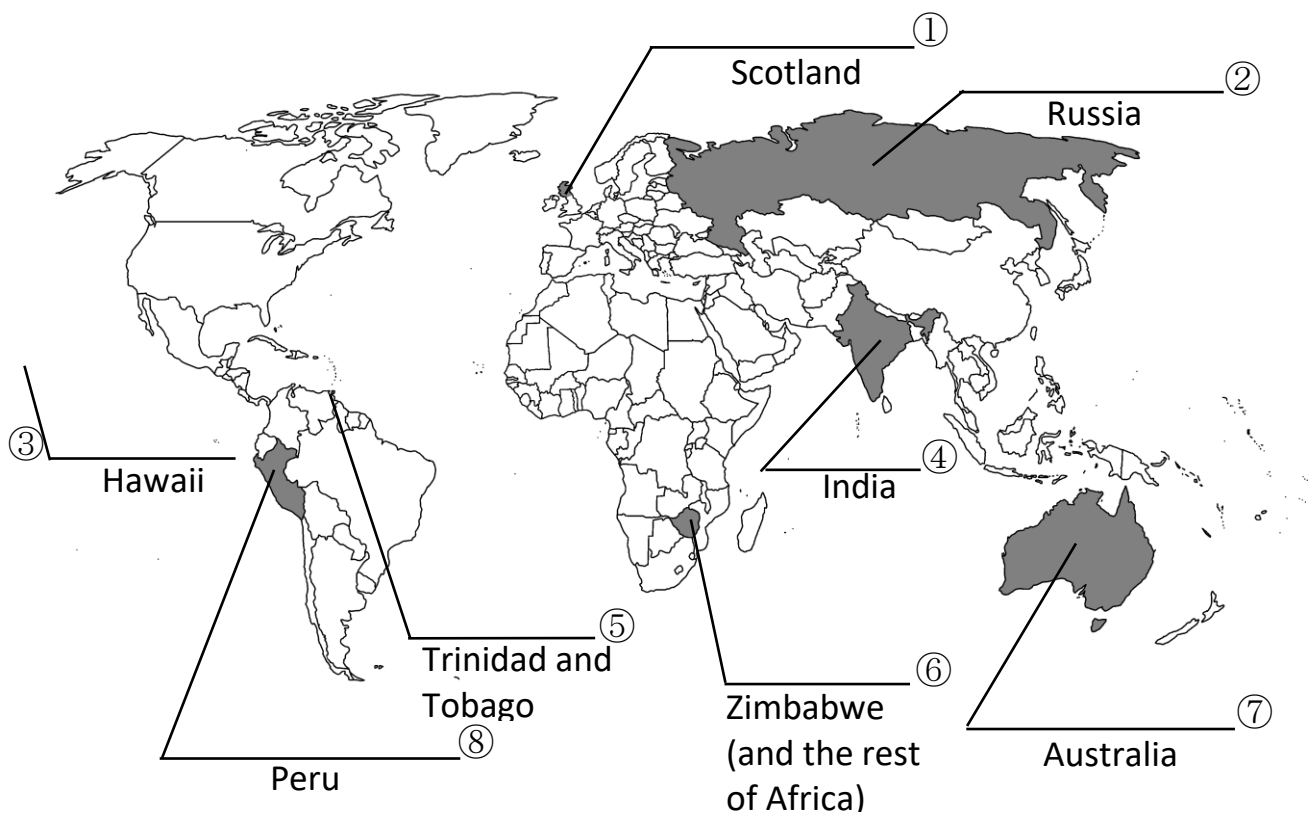 ①
Scotland
②
Russia
③
Hawaii
④
India
⑤
Trinidad and
Tobago
⑥
Zimbabwe
(and the rest
of Africa)
⑦
Australia
⑧
Peru